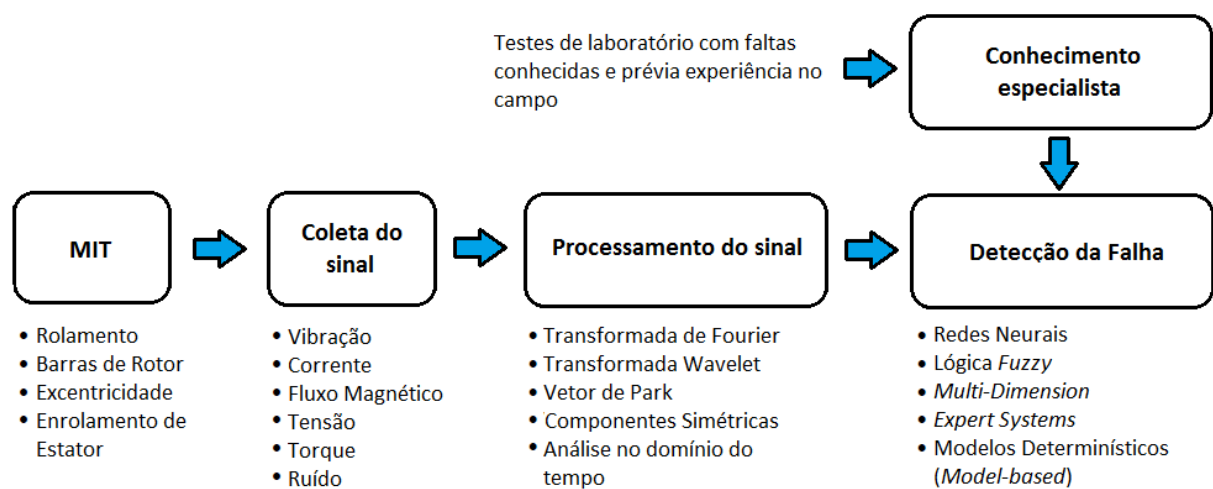 Testes de laboratório com faltas
conhecidas e prévia experiência no
campo
Conhecimento
especialista
MIT
Coleta do
sinal
Processamento do sinal
Detecção da Falha
• Rolamento
• Barras de Rotor
• Excentricidade
• Enrolamento de
Estator
• Vibração
• Corrente
• Fluxo Magnético
• Tensão
• Torque
• Ruído
• Transformada de Fourier
• Transformada Wavelet
• Vetor de Park
• Componentes Simétricas
• Análise no domínio do
tempo
• Redes Neurais
• Lógica Fuzzy
• Multi-Dimension
• Expert Systems
• Modelos Determinísticos
(Model-based)